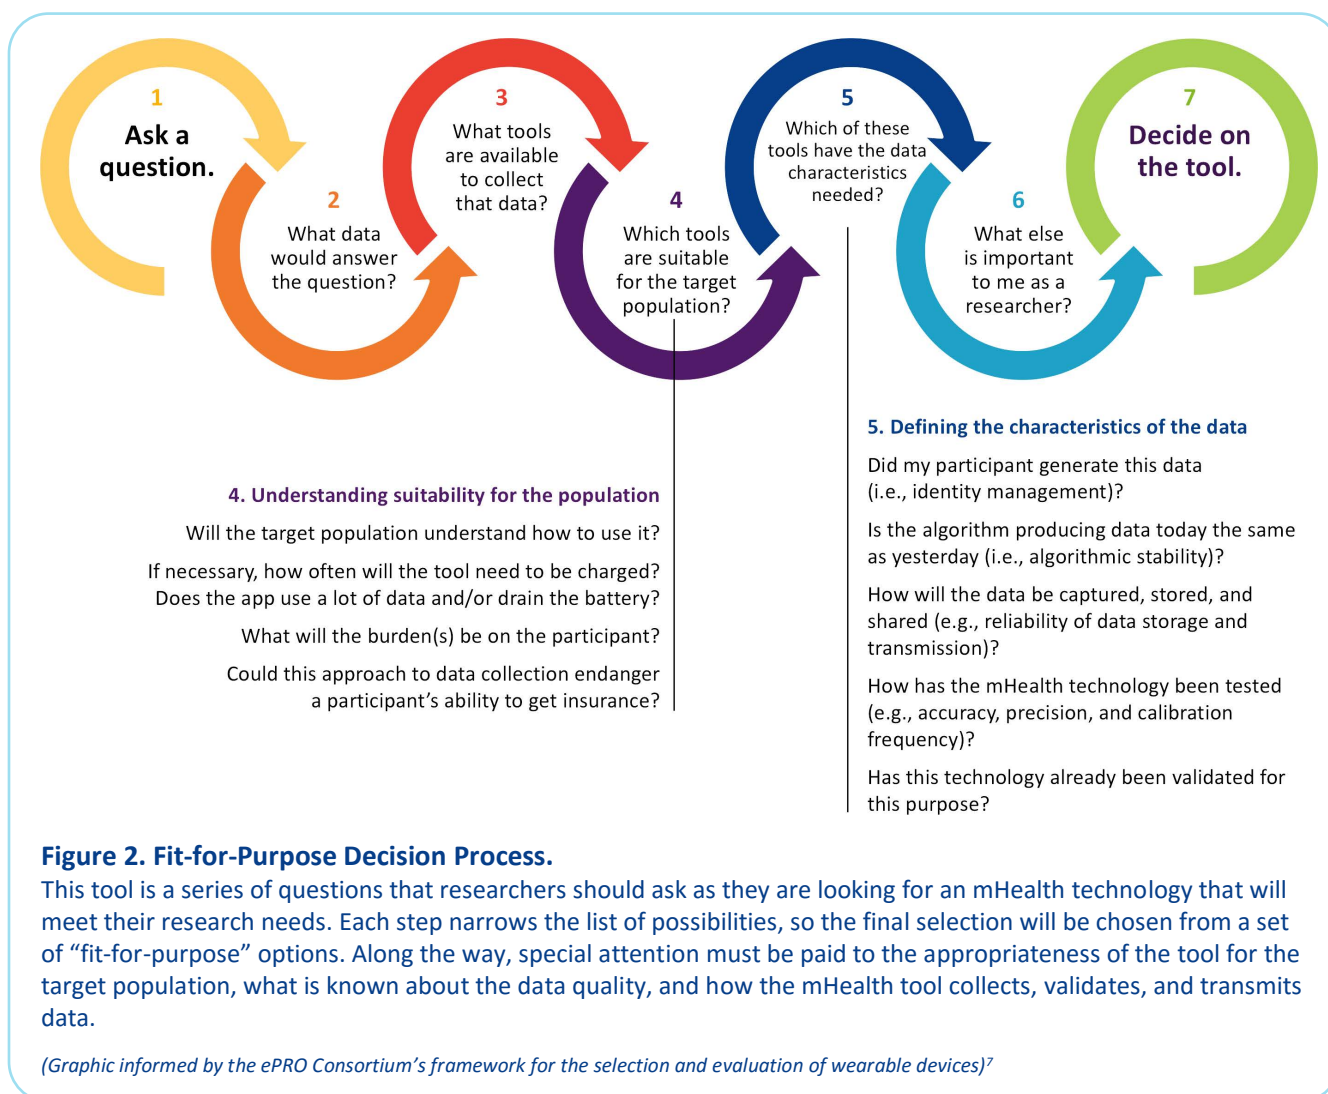 1
Ask a
question.
2
What data
would answer
the question?
3
What tools
are available
to collect
that data?
4
Which tools
are suitable
for the target
population?
5
Which of these
tools have the data
characteristics
needed?
6
What else
is important
to me as a
researcher?
7
Decide on
the tool.
4. Understanding suitability for the population
Will the target population understand how to use it?
If necessary, how often will the tool need to be charged?
Does the app use a lot of data and/or drain the battery?
What will the burden(s) be on the participant?
Could this approach to data collection endanger
a participant’s ability to get insurance?
5. Defining the characteristics of the data
Did my participant generate this data
(i.e., identity management)?
Is the algorithm producing data today the same
as yesterday (i.e., algorithmic stability)?
How will the data be captured, stored, and
shared (e.g., reliability of data storage and
transmission)?
How has the mHealth technology been tested
(e.g., accuracy, precision, and calibration
frequency)?
Has this technology already been validated for
this purpose?
Figure 2. Fit-for-Purpose Decision Process.
This tool is a series of questions that researchers should ask as they are looking for an mHealth technology that will
meet their research needs. Each step narrows the list of possibilities, so the final selection will be chosen from a set
of “fit-for-purpose” options. Along the way, special attention must be paid to the appropriateness of the tool for the
target population, what is known about the data quality, and how the mHealth tool collects, validates, and transmits
data.
(Graphic informed by the ePRO Consortium’s framework for the selection and evaluation of wearable devices)⁷